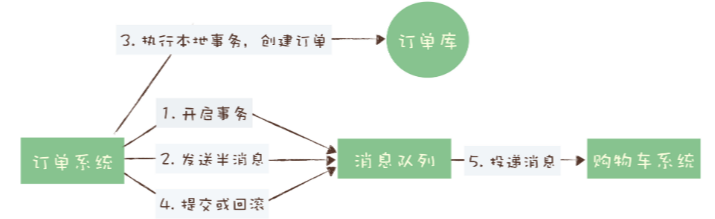 3. 执行本地事务，创建订单
订单库
1. 开启事务
订单系统
2. 发送半消息
消息队列
5. 投递消息
购物车系统
4. 提交或回滚